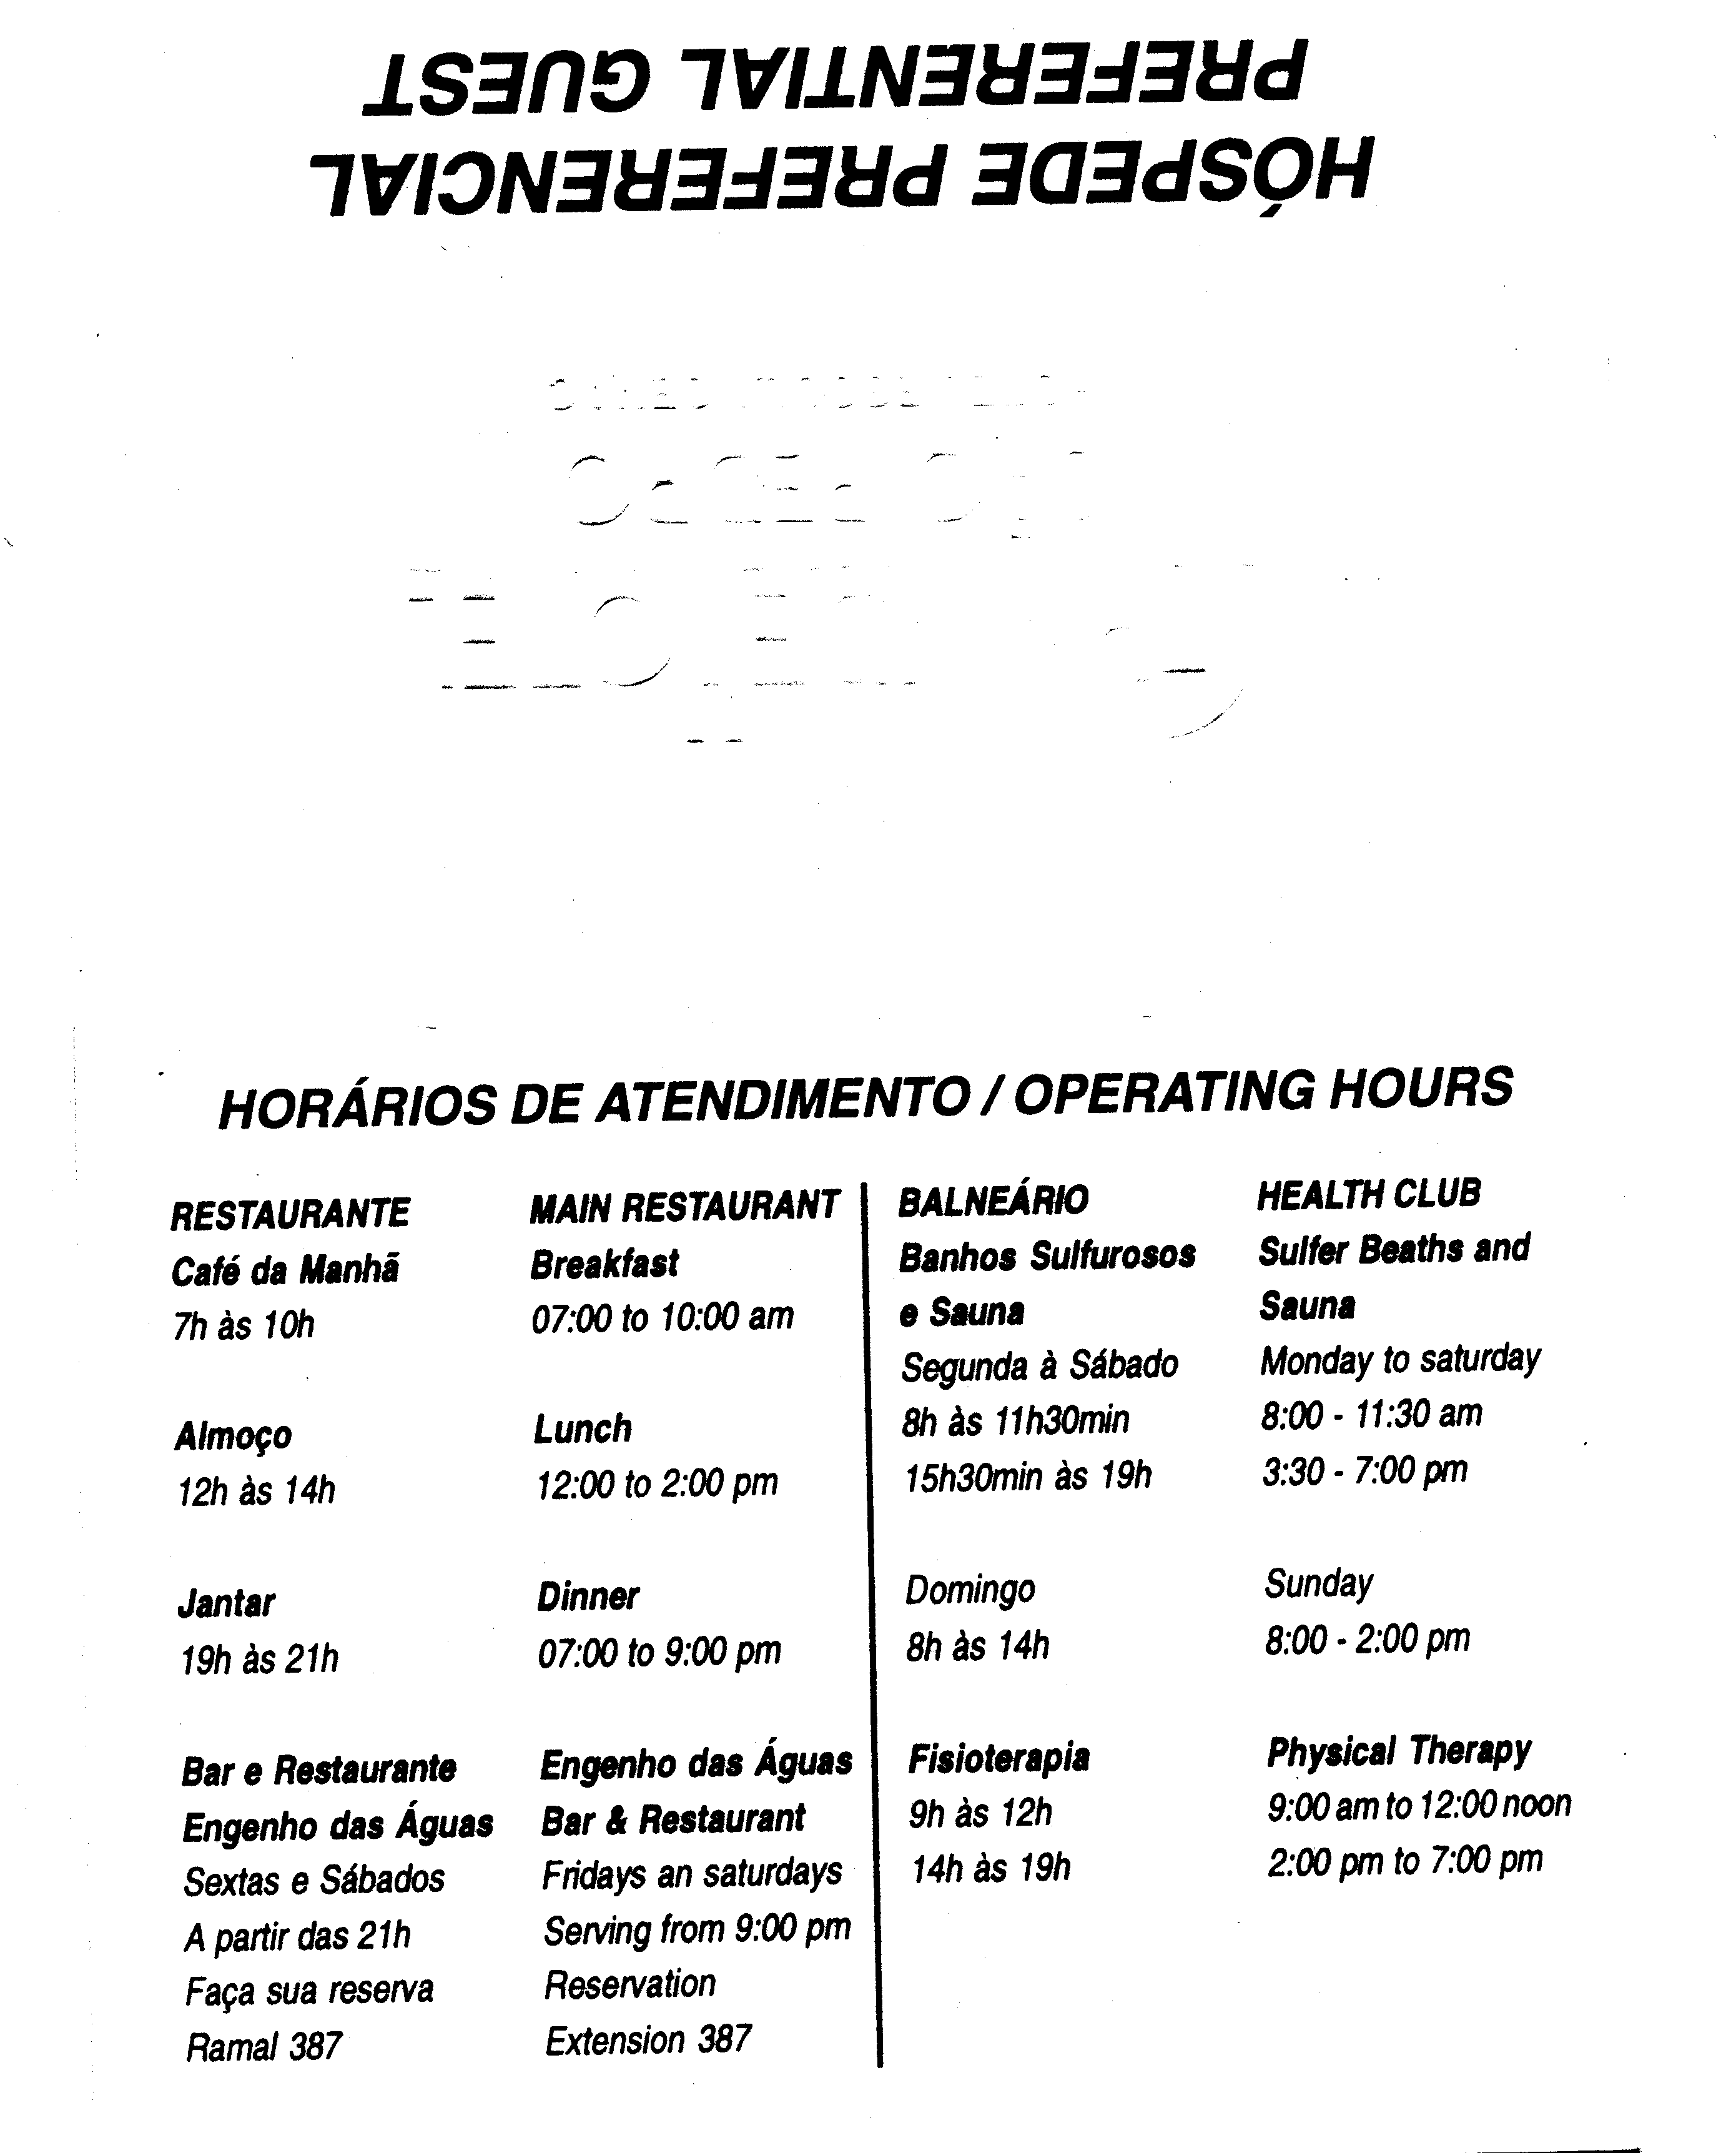 HÓSPEDE PREFERENCIAL
PREFERENTIAL GUEST
HORÁRIOS DE ATENDIMENTO / OPERATING HOURS
RESTAURANTE
Café da Manhã
7h às 10h
Almoço
12h às 14h
Jantar
19h às 21h
Bar e Restaurante
Engenho das Águas
Sextas e Sábados
A partir das 21h
Faça sua reserva
Ramal 387
MAIN RESTAURANT
Breakfast
07:00 to 10:00 am
Lunch
12:00 to 2:00 pm
Dinner
07:00 to 9:00 pm
Engenho das Águas
Bar & Restaurant
Fridays an saturdays
Serving from 9:00 pm
Reservation
Extension 387
BALNEÁRIO
Banhos Sulfurosos
e Sauna
Segunda à Sábado
8h às 11h30min
15h30min às 19h
Domingo
8h às 14h
Fisioterapia
9h às 12h
14h às 19h
HEALTH CLUB
Sulfer Beaths and
Sauna
Monday to saturday
8:00 - 11:30 am
3:30 - 7:00 pm
Sunday
8:00 - 2:00 pm
Physical Therapy
9:00 am to 12:00 noon
2:00 pm to 7:00 pm